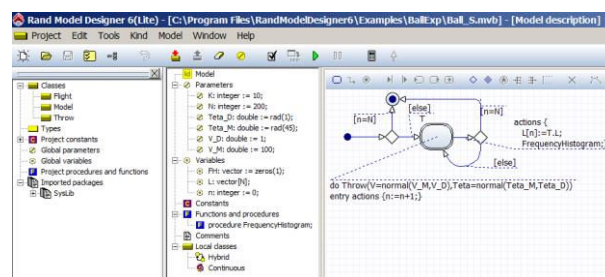 Rand Model Designer 6(Lite) - [C:\Program Files\RandModelDesigner6\Examples\BallExp\Ball_S.mvb] - [Model description]
Project Edit Tools Kind Model Window Help
Classes
Flight
Model
Throw
Types
Project constants
Global parameters
Global variables
Project procedures and functions
Imported packages
SysLib
Model
Parameters
K: integer := 10;
N: integer := 200;
Teta_D: double := rad(1);
Teta_M: double := rad(45);
V_D: double := 1;
V_M: double := 100;
Variables
FH: vector := zeros(1);
L: vector[N];
n: integer := 0;
Constants
Functions and procedures
procedure FrequencyHistogram;
Comments
Local classes
Hybrid
Continuous
[n=N]
[else]
T
[n=N]
[else]
actions {
L[n]:=T.L;
FrequencyHistogram;}
do Throw(V=normal(V_M,V_D),Teta=normal(Teta_M,Teta_D))
entry actions {n:=n+1;}